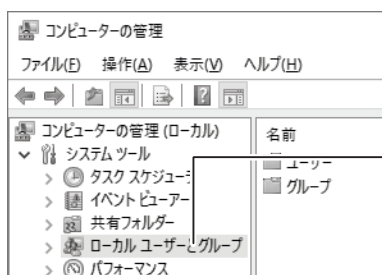 コンピューターの管理
ファイル(F) 操作(A) 表示(V) ヘルプ(H)
コンピューターの管理 (ローカル)
システム ツール
タスク スケジュー
イベント ビューアー
共有フォルダー
ローカル ユーザーとグループ
パフォーマンス
名前
ユーザー
グループ